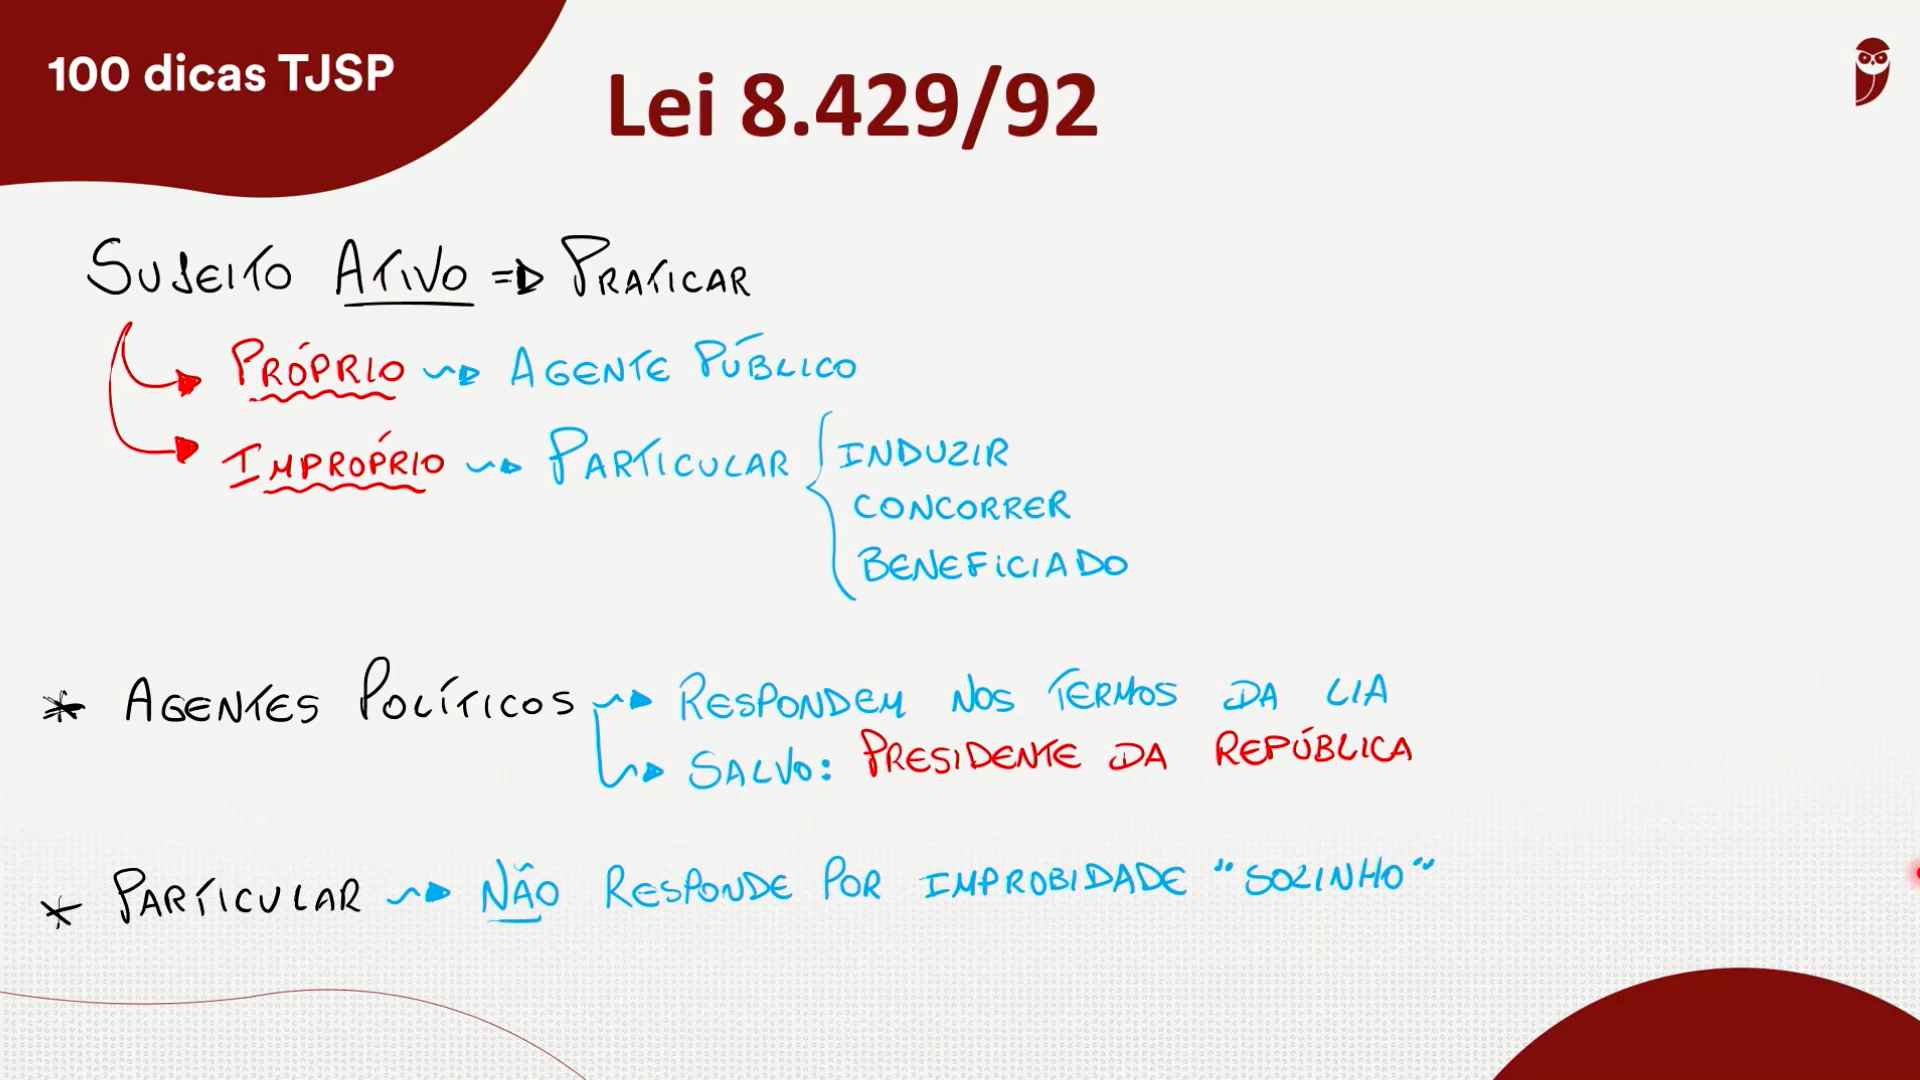 100 dicas TJSP
Lei 8.429/92
SUJEITO ATIVO => PRATICAR
PRÓPRIO AGENTE PÚBLICO
IMPRÓPRIO PARTICULAR { INDUZIR
CONCORRER
BENEFICIADO
* AGENTES POLÍTICOS RESPONDEM NOS TERMOS DA LIA
SALVO: PRESIDENTE DA REPÚBLICA
* PARTICULAR NÃO RESPONDE POR IMPROBIDADE "SOZINHO"